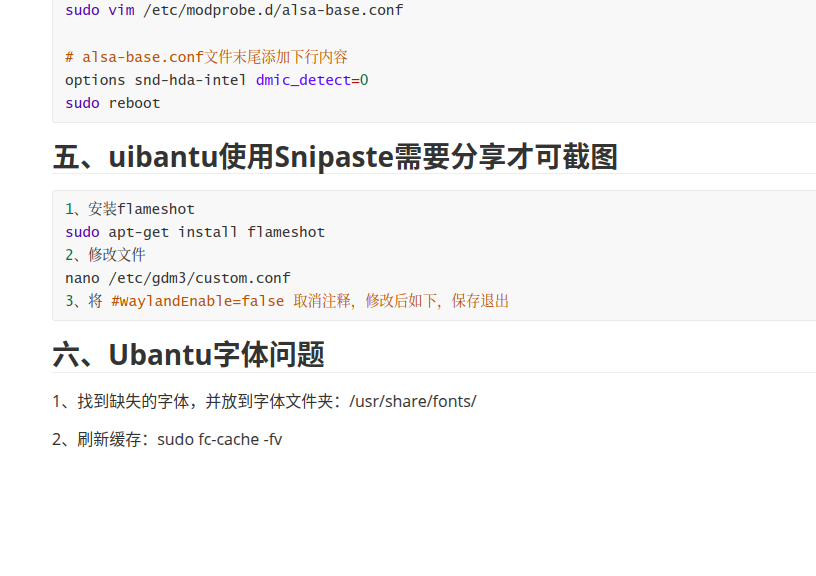 sudo vim /etc/modprobe.d/alsa-base.conf
# alsa-base.conf文件末尾添加下行内容
options snd-hda-intel dmic_detect=0
sudo reboot
五、uibantu使用Snipaste需要分享才可截图
1、安装flameshot
sudo apt-get install flameshot
2、修改文件
nano /etc/gdm3/custom.conf
3、将 #WaylandEnable=false 取消注释，修改后如下，保存退出
六、Ubantu字体问题
1、找到缺失的字体，并放到字体文件夹：/usr/share/fonts/
2、刷新缓存：sudo fc-cache -fv